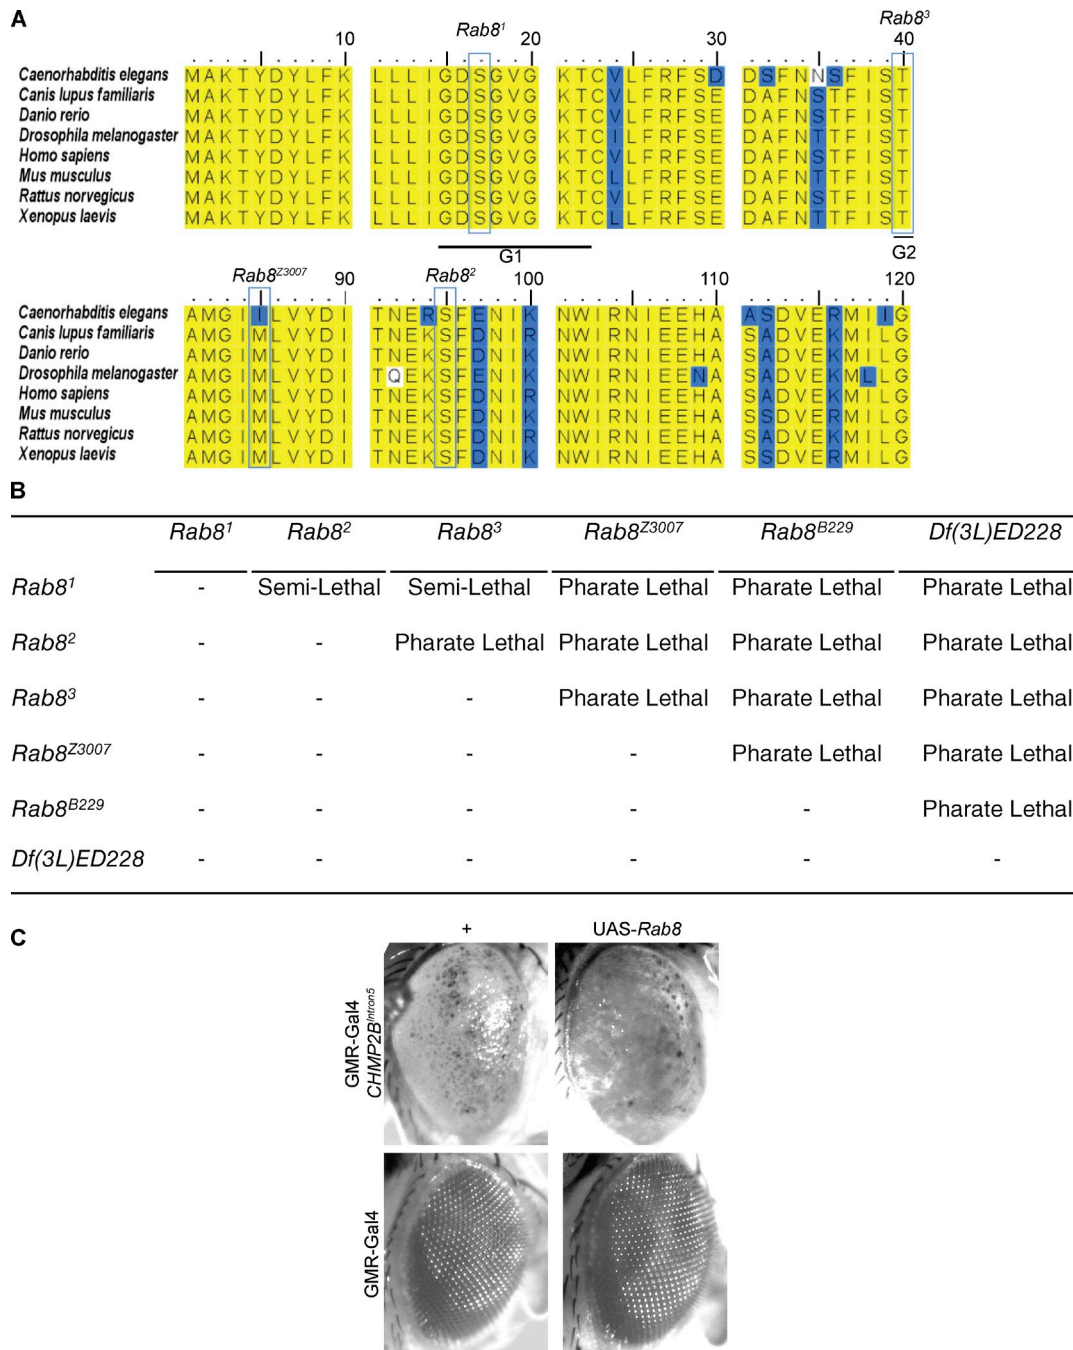 A
Rab8¹ Rab8³
10 20 30 40
Caenorhabditis elegans MAKTYDYLFK LLLIGDSGVG KTCVLFRFSD DSFNNSFIST
Canis lupus familiaris MAKTYDYLFK LLLIGDSGVG KTCVLFRFSE DAFNSTFIST
Danio rerio MAKTYDYLFK LLLIGDSGVG KTCVLFRFSE DAFNSTFIST
Drosophila melanogaster MAKTYDYLFK LLLIGDSGVG KTCILFRFSE DAFNTTFIST
Homo sapiens MAKTYDYLFK LLLIGDSGVG KTCVLFRFSE DAFNSTFIST
Mus musculus MAKTYDYLFK LLLIGDSGVG KTCLLFRFSE DAFNTTFIST
Rattus norvegicus MAKTYDYLFK LLLIGDSGVG KTCVLFRFSE DAFNSTFIST
Xenopus laevis MAKTYDYLFK LLLIGDSGVG KTCLLFRFSE DAFNTTFIST
G1 G2
Rab8^Z3007 90 Rab8² 100 110 120
Caenorhabditis elegans AMGIILVYDI TNERSFENIK NWIRNIEEHA ASDVERMIIG
Canis lupus familiaris AMGIMLVYDI TNEKSFDNIR NWIRNIEEHA SADVEKMILG
Danio rerio AMGIMLVYDI TNEKSFDNIK NWIRNIEEHA SSDVERMILG
Drosophila melanogaster AMGIMLVYDI TQEKSFENIK NWIRNIEENA SADVEKMLLG
Homo sapiens AMGIMLVYDI TNEKSFDNIR NWIRNIEEHA SADVEKMILG
Mus musculus AMGIMLVYDI TNEKSFDNIR NWIRNIEEHA SSDVERMILG
Rattus norvegicus AMGIMLVYDI TNEKSFDNIR NWIRNIEEHA SADVEKMILG
Xenopus laevis AMGIMLVYDI TNEKSFDNIK NWIRNIEEHA SSDVERMILG
B
Rab8¹ Rab8² Rab8³ Rab8^Z3007 Rab8^B229 Df(3L)ED228
Rab8¹ - Semi-Lethal Semi-Lethal Pharate Lethal Pharate Lethal Pharate Lethal
Rab8² - - Pharate Lethal Pharate Lethal Pharate Lethal Pharate Lethal
Rab8³ - - - Pharate Lethal Pharate Lethal Pharate Lethal
Rab8^Z3007 - - - - Pharate Lethal Pharate Lethal
Rab8^B229 - - - - - Pharate Lethal
Df(3L)ED228 - - - - - -
C
+ UAS-Rab8
GMR-Gal4
CHMP2B^Intron5
GMR-Gal4